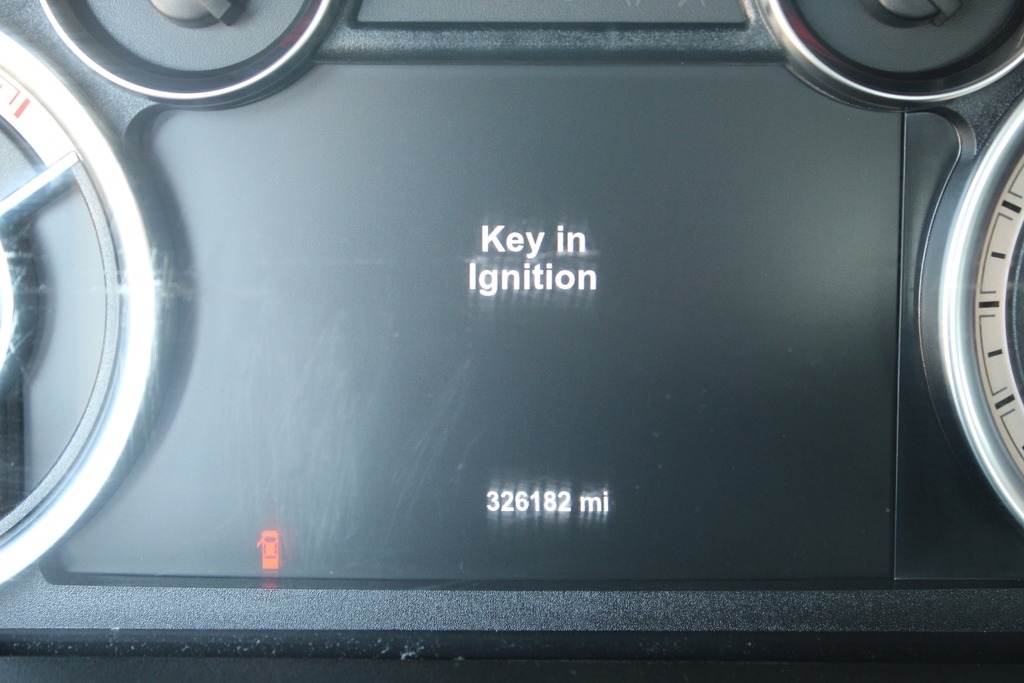 Key in
Ignition
326182 mi